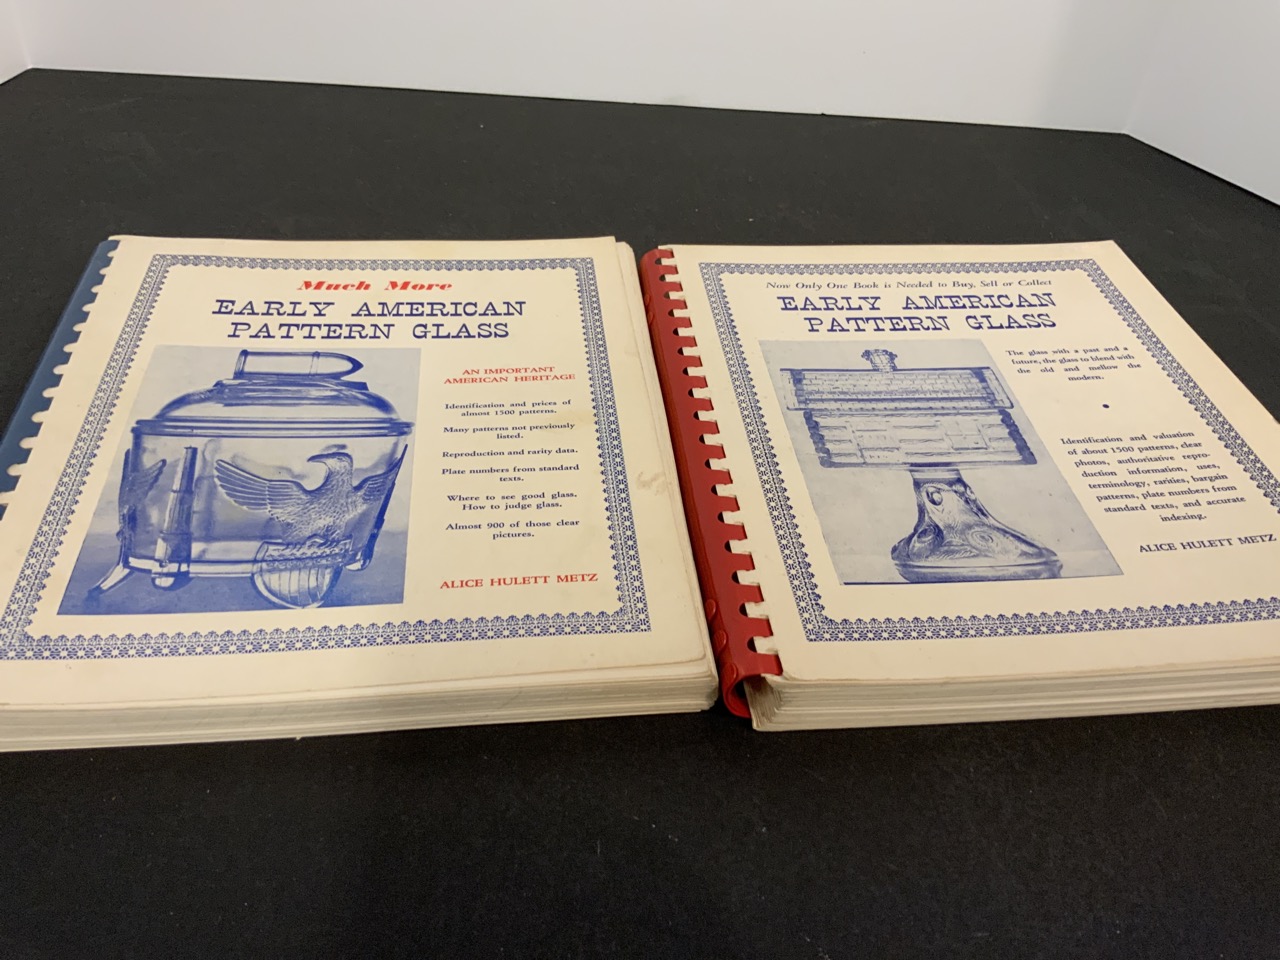 Much More
EARLY AMERICAN
PATTERN GLASS
AN IMPORTANT
AMERICAN HERITAGE
Identification and prices of
almost 1500 patterns.
Many patterns not previously
listed.
Reproduction and rarity data.
Plate numbers from standard
texts.
Where to see good glass.
How to judge glass.
Almost 900 of those clear
pictures.
ALICE HULETT METZ
Now Only One Book is Needed to Buy, Sell or Collect
EARLY AMERICAN
PATTERN GLASS
The glass with a past and a
future, the glass to blend with
the old and mellow the
modern.
•
Identification and valuation
of about 1500 patterns, clear
photos, authoritative repro-
duction information, uses,
terminology, rarities, bargain
patterns, plate numbers from
standard texts, and accurate
indexing.
ALICE HULETT METZ